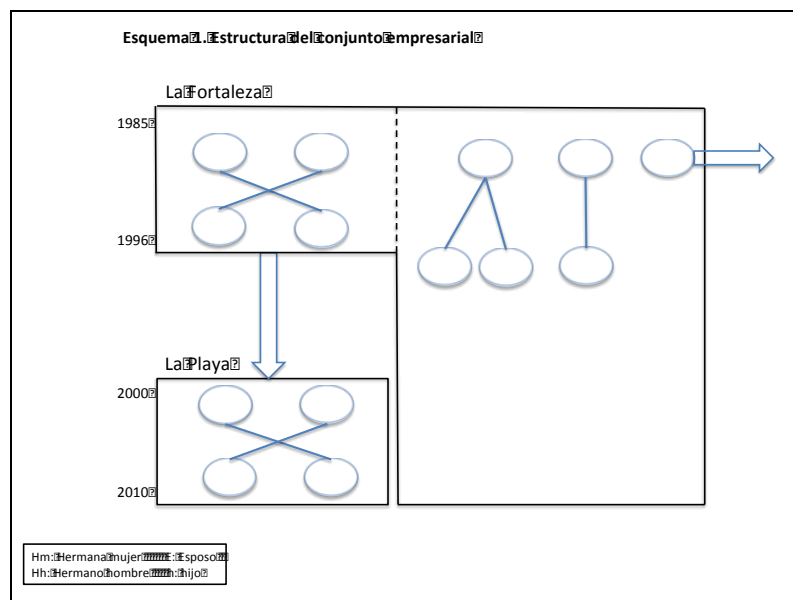 Esquema 1. Estructura del conjunto empresarial
La Fortaleza
1985
1996
La Playa
2000
2010
Hm: Hermana mujer E: Esposo
Hh: Hermano hombre h: hijo